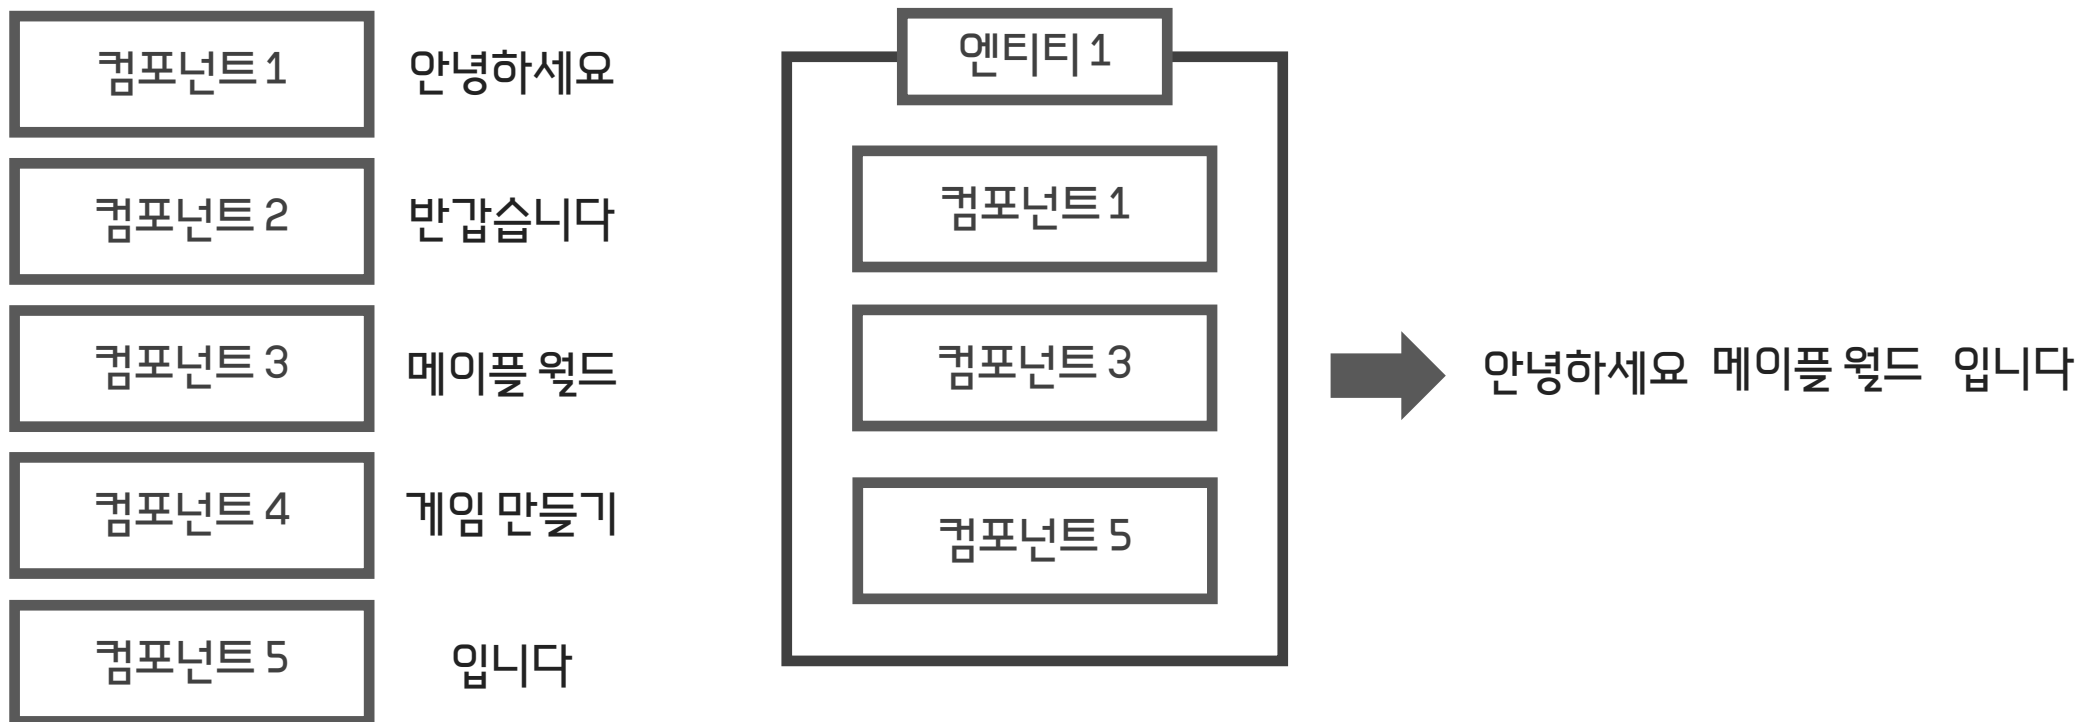 컴포넌트 1 안녕하세요
컴포넌트 2 반갑습니다
컴포넌트 3 메이플 월드
컴포넌트 4 게임 만들기
컴포넌트 5 입니다
엔티티 1
컴포넌트 1
컴포넌트 3
컴포넌트 5
안녕하세요 메이플 월드 입니다